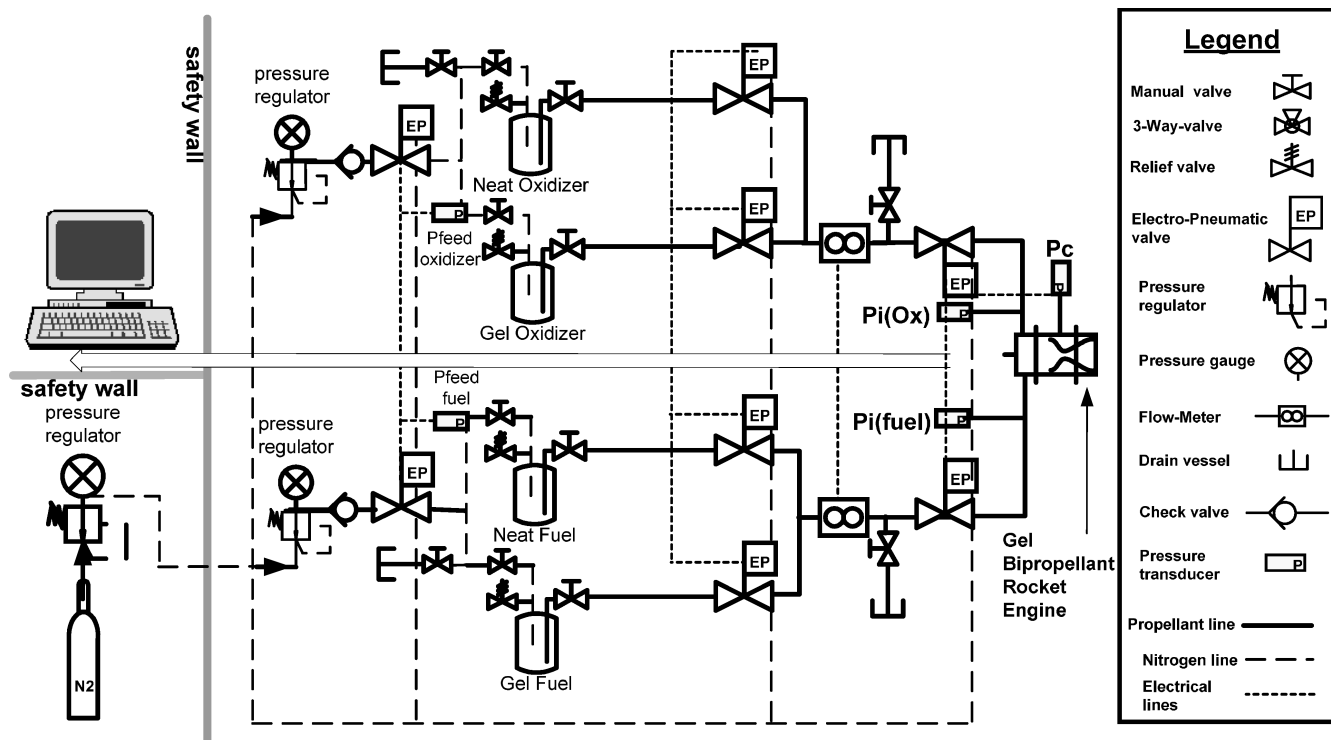 safety wall
pressure
regulator
EP
Neat Oxidizer
EP
P
Pfeed
oxidizer
Gel Oxidizer
EP
EP
Pi(Ox)
P
Pc
P
safety wall
pressure
regulator
N2
pressure
regulator
EP
Pfeed
fuel
P
Neat Fuel
EP
Gel Fuel
EP
Pi(fuel)
P
EP
Gel
Bipropellant
Rocket
Engine
Legend
Manual valve
3-Way-valve
Relief valve
Electro-Pneumatic
valve
EP
Pressure
regulator
Pressure gauge
Flow-Meter
Drain vessel
Check valve
Pressure
transducer
P
Propellant line
Nitrogen line
Electrical
lines